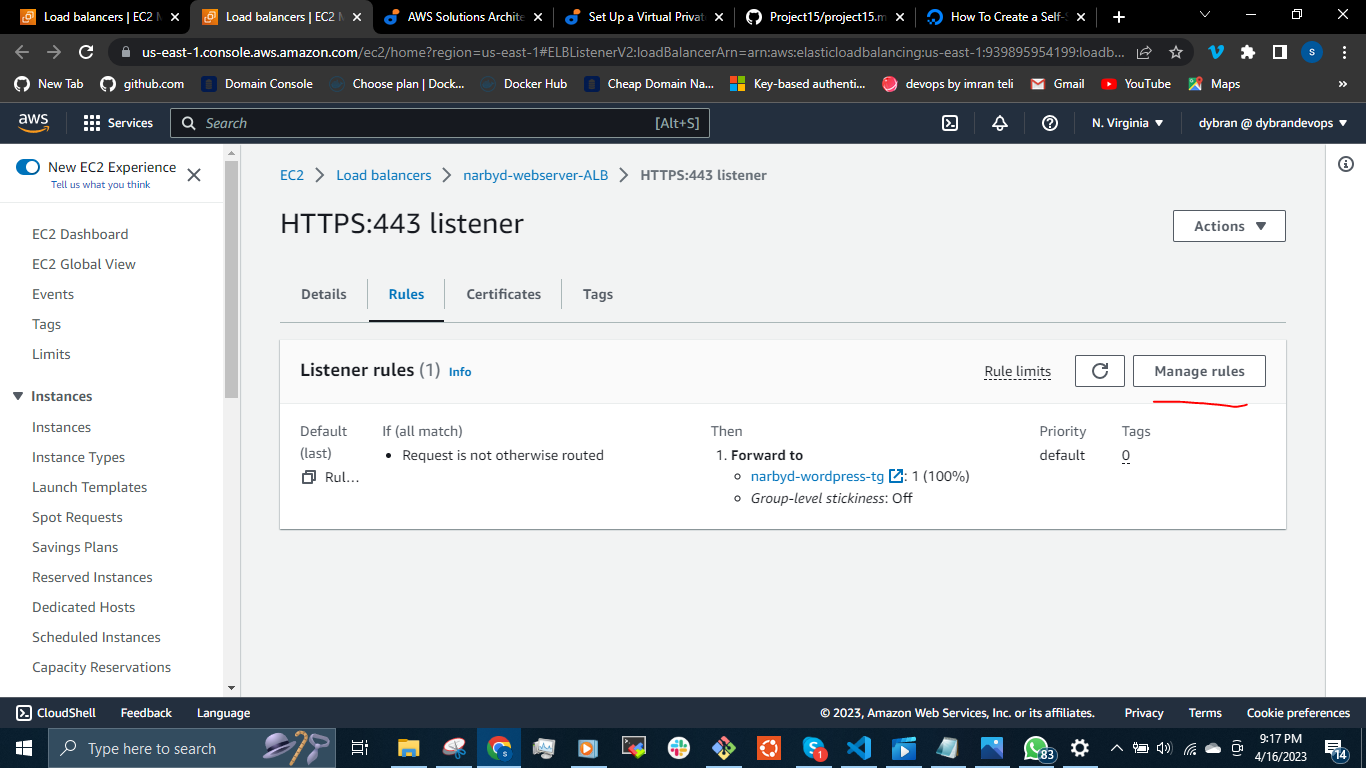 Load balancers | EC2 M
Load balancers | EC2 M
AWS Solutions Archite
Set Up a Virtual Privat
Project15/project15.m
How To Create a Self-S
us-east-1.console.aws.amazon.com/ec2/home?region=us-east-1#ELBListenerV2:loadBalancerArn=arn:aws:elasticloadbalancing:us-east-1:939895954199:loadb...
S
New Tab
github.com
Domain Console
Choose plan | Dock...
Docker Hub
Cheap Domain Na...
Key-based authenti...
devops by imran teli
Gmail
YouTube
Maps
»
aws
Services
Search
[Alt+S]
N. Virginia
dybran @ dybrandevops
New EC2 Experience
Tell us what you think
EC2 Dashboard
EC2 Global View
Events
Tags
Limits
Instances
Instances
Instance Types
Launch Templates
Spot Requests
Savings Plans
Reserved Instances
Dedicated Hosts
Scheduled Instances
Capacity Reservations
EC2
Load balancers
narbyd-webserver-ALB
HTTPS:443 listener
HTTPS:443 listener
Actions
Details
Rules
Certificates
Tags
Listener rules (1) Info
Rule limits
Manage rules
Default
(last)
Rul...
If (all match)
• Request is not otherwise routed
Then
1. Forward to
narbyd-wordpress-tg : 1 (100%)
Group-level stickiness: Off
Priority
default
Tags
0
CloudShell
Feedback
Language
© 2023, Amazon Web Services, Inc. or its affiliates.
Privacy
Terms
Cookie preferences
Type here to search
1
83
9:17 PM
4/16/2023
14